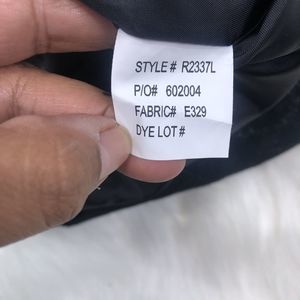 STYLE# R2337L
P/O# 602004
FABRIC# E329
DYE LOT#